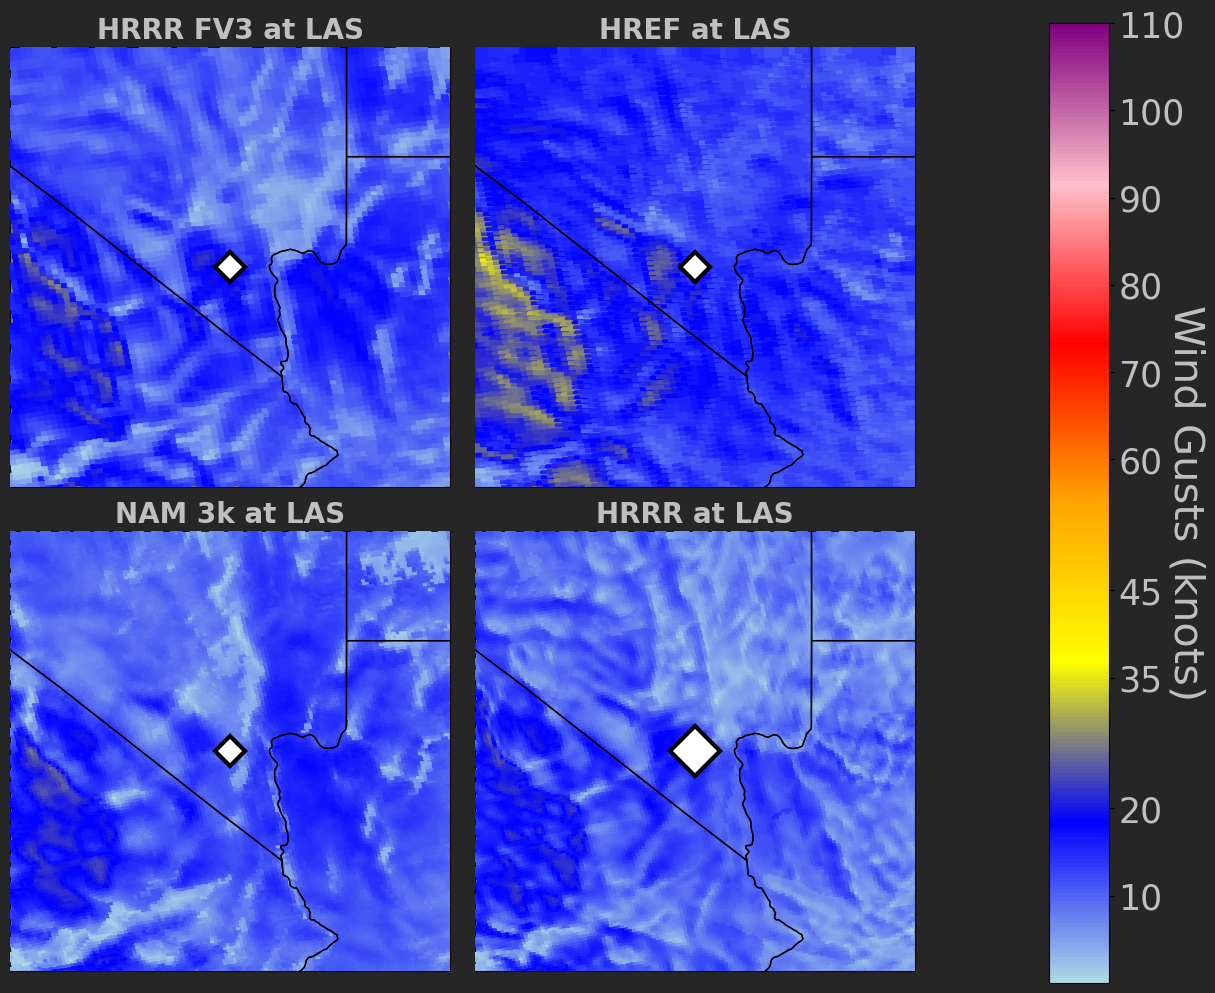 HRRR FV3 at LAS
HREF at LAS
NAM 3k at LAS
HRRR at LAS
110
100
90
80
70
60
45
35
20
10
Wind Gusts (knots)